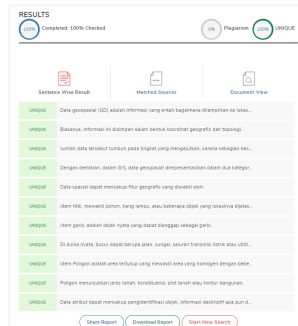 RESULTS
100% Completed: 100% Checked
0% Plagiarism 100% UNIQUE
Sentence Wise Result
Matched Sources
Document View
UNIQUE Data geospasial (GD) adalah informasi yang entah bagaimana dilampirkan ke lokas...
UNIQUE Biasanya, informasi ini disimpan dalam bentuk koordinat geografis dan topologi.
UNIQUE Jumlah data tersebut tumbuh pada tingkat yang mengejutkan, karena sebagian bes...
UNIQUE Dengan demikian, dalam GIS, data geospasial direpresentasikan dalam dua kategor...
UNIQUE Data spasial dapat mencakup fitur geografis yang diwakili oleh:
UNIQUE titik, mewakili pohon, tiang lampu, atau beberapa objek yang lokasinya dijelas...
UNIQUE garis, adalah objek nyata yang dapat dianggap sebagai garis.
UNIQUE Di dunia nyata, busur dapat berupa jalan, sungai, saluran transmisi listrik atau utilit...
UNIQUE Poligon adalah area tertutup yang mewakili area yang homogen dengan bebe...
UNIQUE Poligon menunjukkan jenis tanah, konstituensi, plot tanah atau kontur bangunan.
UNIQUE Data atribut dapat mencakup pengidentifikasi objek, informasi deskriptif apa pun d...
Share Report
Download Report
Start New Search